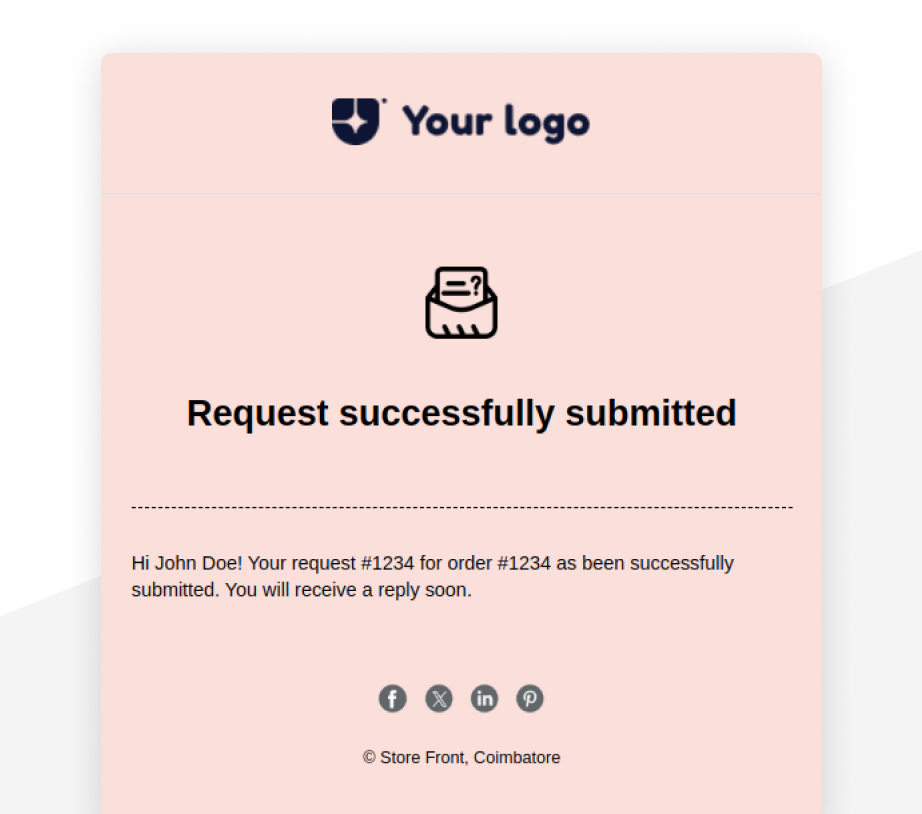 Your logo
?
Request successfully submitted
Hi John Doe! Your request #1234 for order #1234 as been successfully
submitted. You will receive a reply soon.
f X in P
© Store Front, Coimbatore